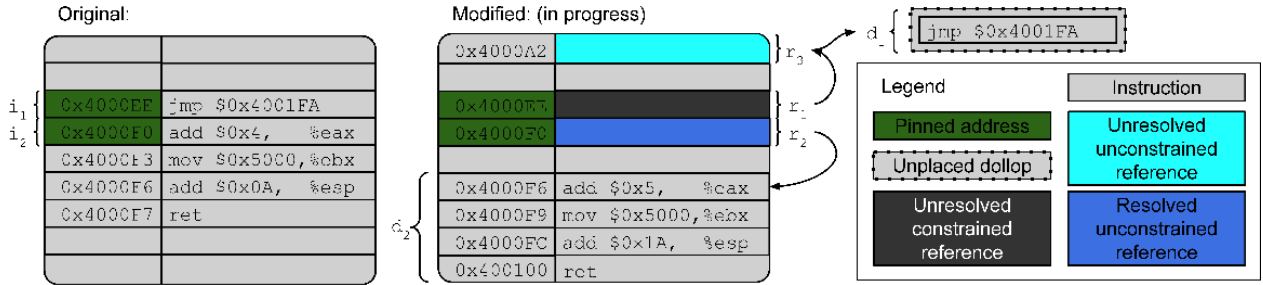 Original:
Modified: (in progress)
0x4000A2
r3
d_
jmp $0x4001FA
i1
0x4000EE jmp $0x4001FA
i2
0x4000F0 add $0x4, %eax
mov $0x5000,%ebx
0x4000F6 add $0x0A, %esp
0x4000F7 ret
r1
0x4000F0
r2
d2
0x4000F6 add $0x5,
0x4000F9 mov $0x5000,%ebx
0x4000FC add $0x1A, %esp
0x400100 ret
Legend
Instruction
Pinned address
Unresolved
unconstrained
reference
Unplaced dollop
Unresolved
constrained
reference
Resolved
unconstrained
reference